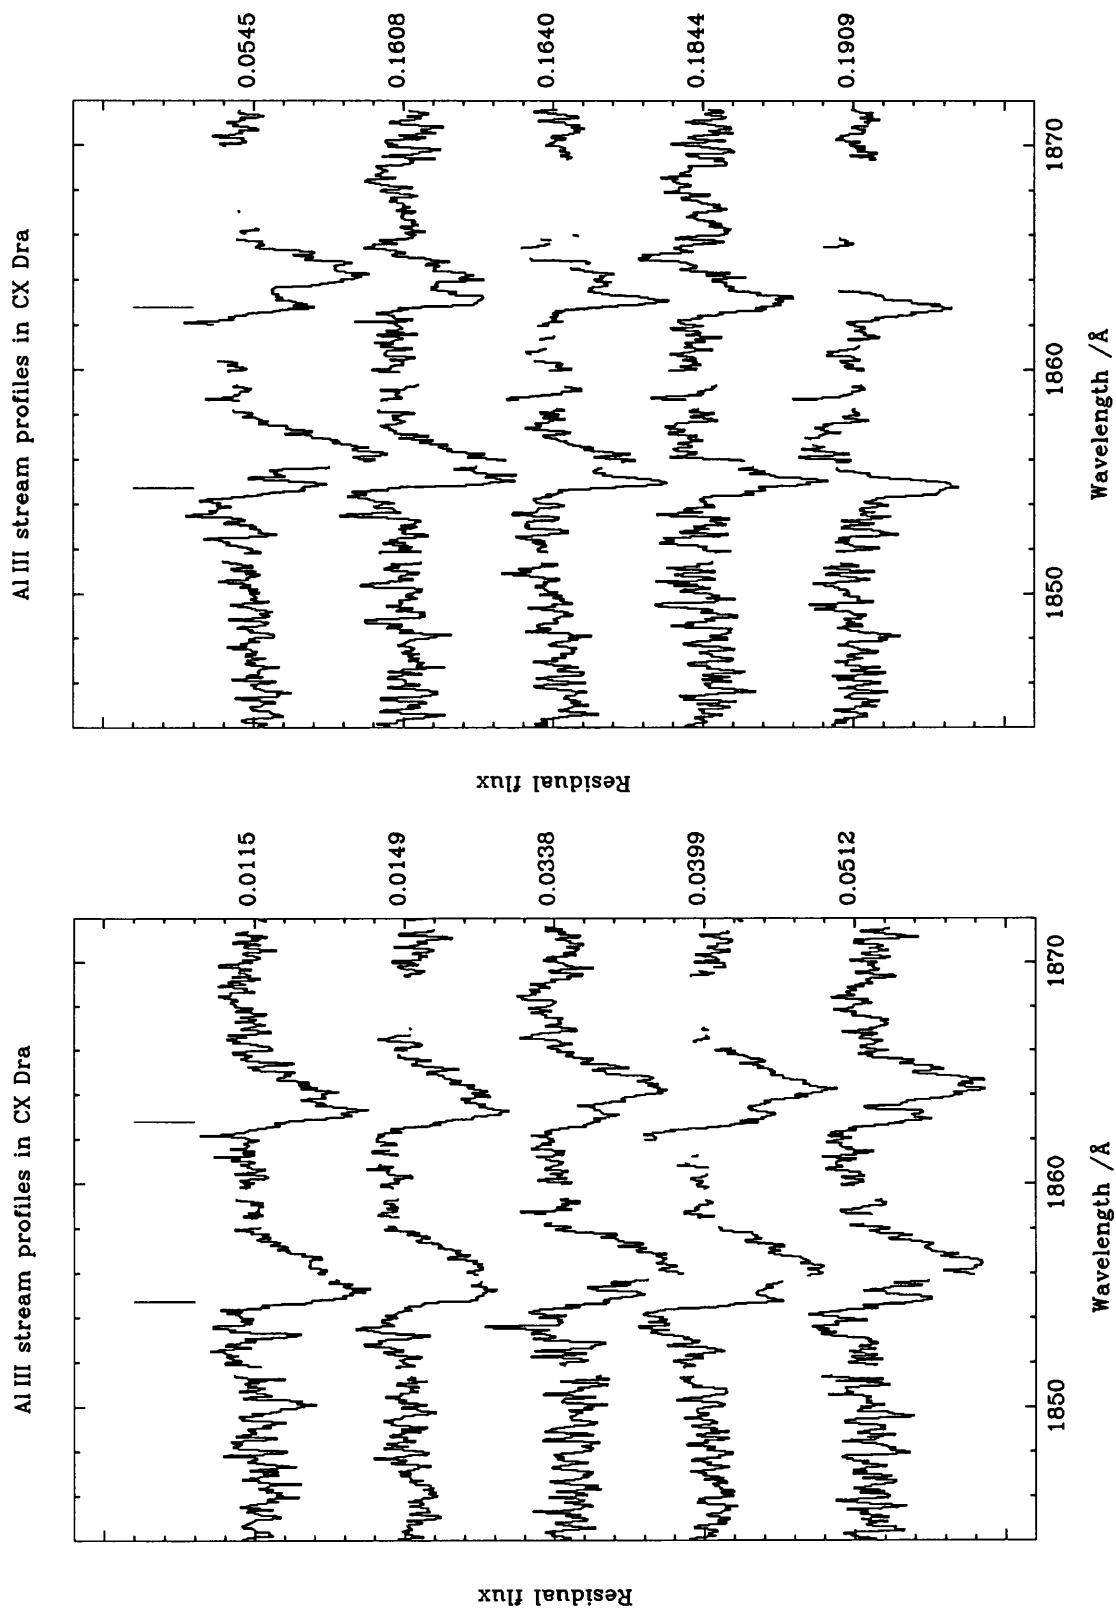 Al III stream profiles in CX Dra
Residual flux
0.0115
0.0149
0.0338
0.0399
0.0512
1850
1860
1870
Wavelength /Å
Al III stream profiles in CX Dra
Residual flux
0.0545
0.1608
0.1640
0.1844
0.1909
1850
1860
1870
Wavelength /Å